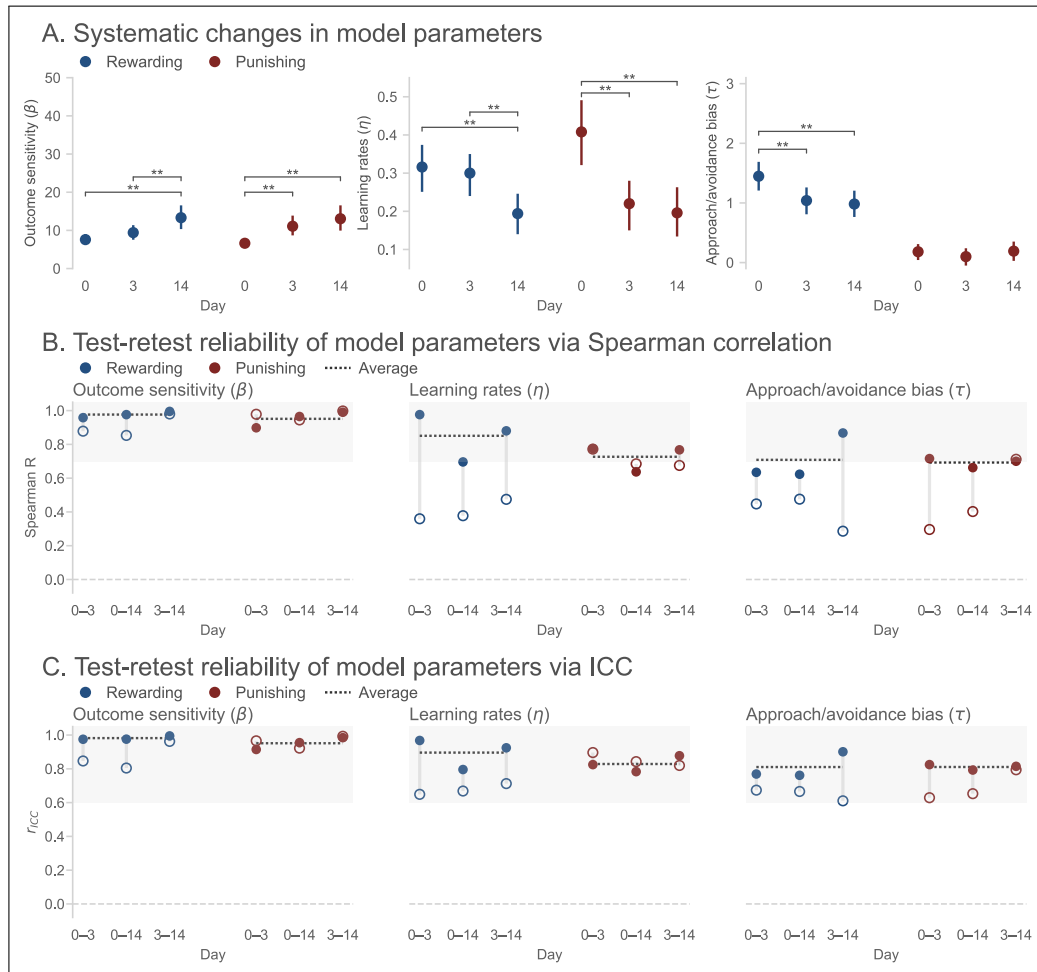 A. Systematic changes in model parameters
Rewarding Punishing
Outcome sensitivity (β)
50
40
30
20
10
0
** **
** ** **
0 3 14 0 3 14
Day
Learning rates (η)
0.5
0.4
0.3
0.2
0.1
** **
** **
0 3 14 0 3 14
Day
Approach/avoidance bias (τ)
3
2
1
0
**
**
0 3 14 0 3 14
Day
B. Test-retest reliability of model parameters via Spearman correlation
Rewarding Punishing Average
Outcome sensitivity (β) Learning rates (η) Approach/avoidance bias (τ)
Spearman R
1.0
0.8
0.6
0.4
0.2
0.0
0–3 0–14 3–14 0–3 0–14 3–14 0–3 0–14 3–14 0–3 0–14 3–14 0–3 0–14 3–14 0–3 0–14 3–14
Day Day Day
C. Test-retest reliability of model parameters via ICC
Rewarding Punishing Average
Outcome sensitivity (β) Learning rates (η) Approach/avoidance bias (τ)
rICC
1.0
0.8
0.6
0.4
0.2
0.0
0–3 0–14 3–14 0–3 0–14 3–14 0–3 0–14 3–14 0–3 0–14 3–14 0–3 0–14 3–14 0–3 0–14 3–14
Day Day Day